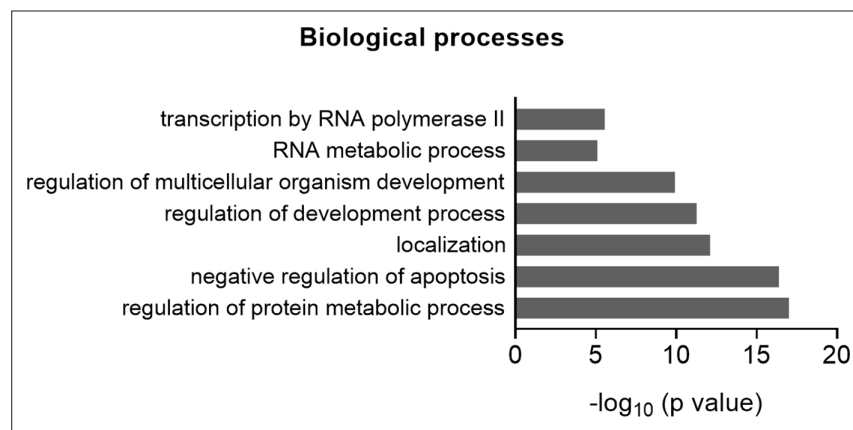 Biological processes
transcription by RNA polymerase II
RNA metabolic process
regulation of multicellular organism development
regulation of development process
localization
negative regulation of apoptosis
regulation of protein metabolic process
0 5 10 15 20
-log10 (p value)